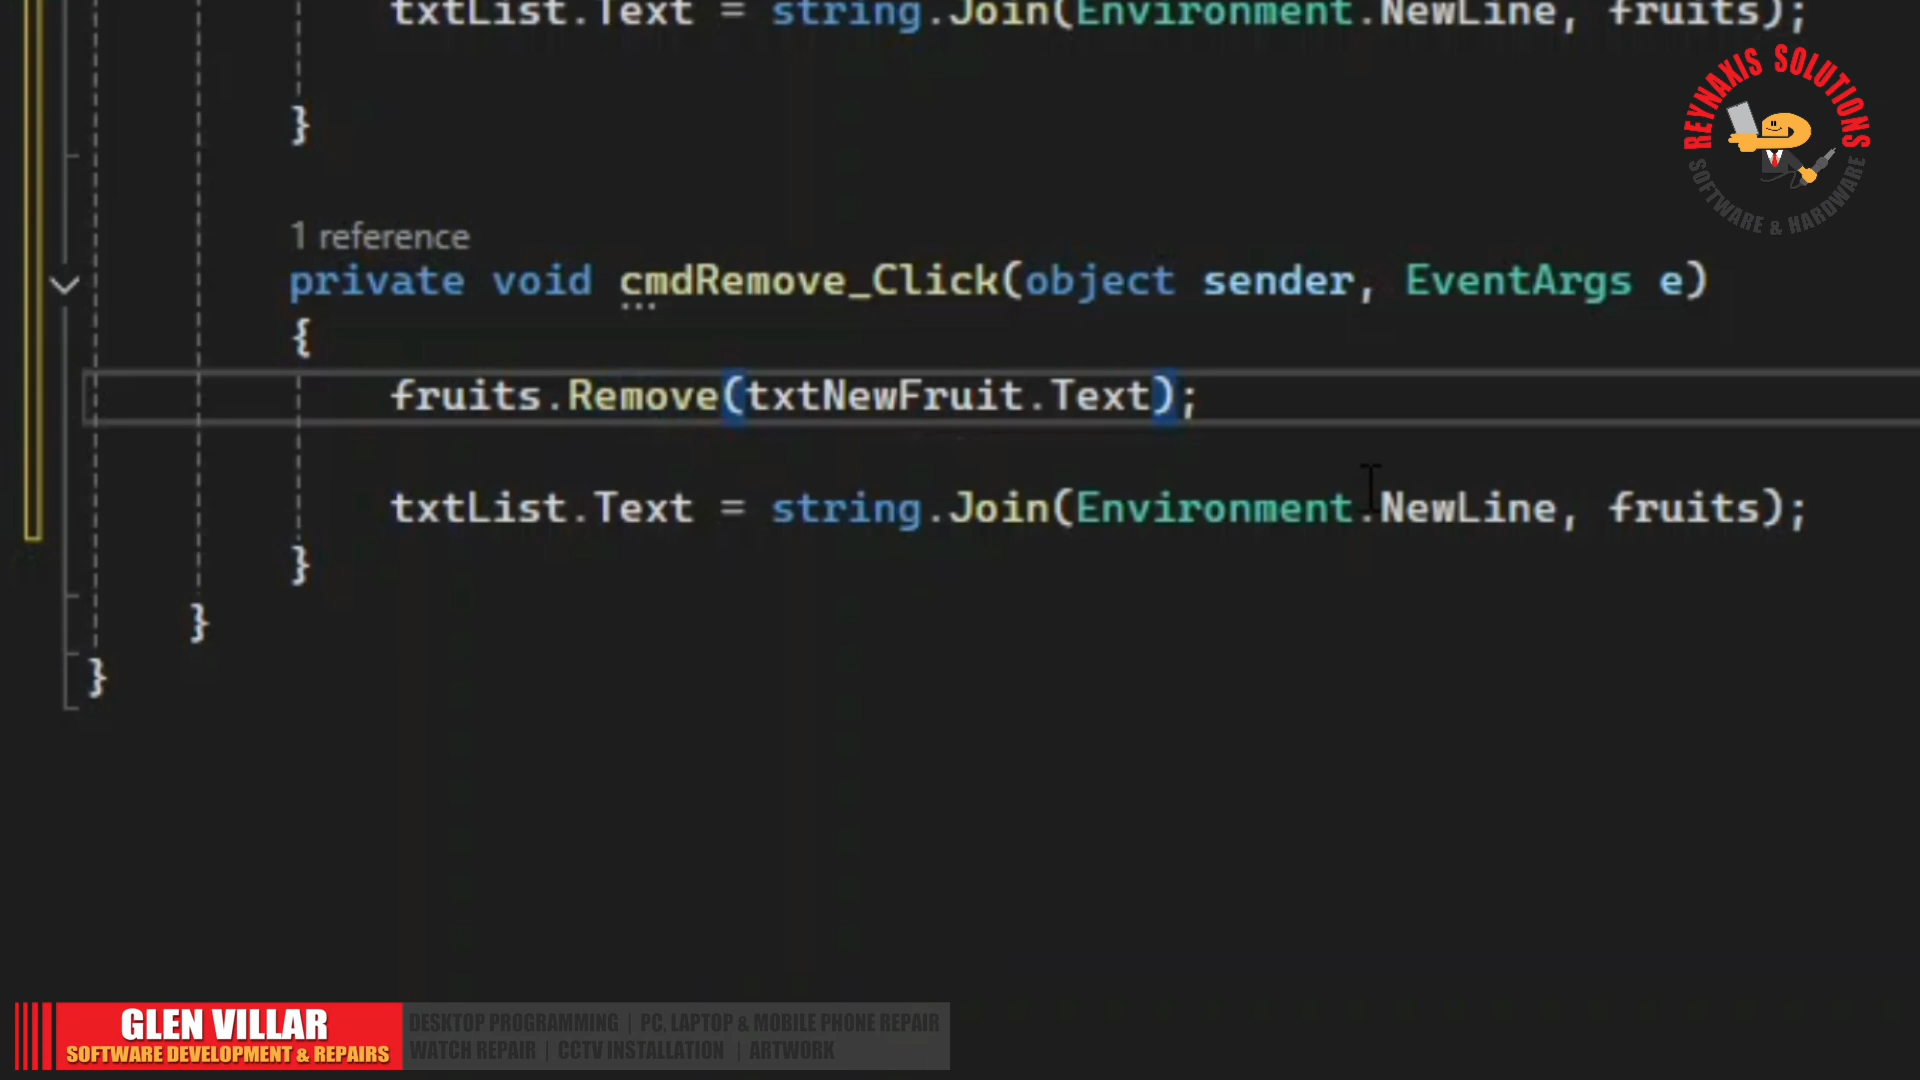 txtList.Text = string.Join(Environment.NewLine, fruits);
}
REYNAXIS SOLUTIONS
SOFTWARE & HARDWARE
1 reference
private void cmdRemove_Click(object sender, EventArgs e)
{
fruits.Remove(txtNewFruit.Text);
txtList.Text = string.Join(Environment.NewLine, fruits);
}
}
}
GLEN VILLAR
SOFTWARE DEVELOPMENT & REPAIRS
DESKTOP PROGRAMMING | PC, LAPTOP & MOBILE PHONE REPAIR
WATCH REPAIR | CCTV INSTALLATION | ARTWORK